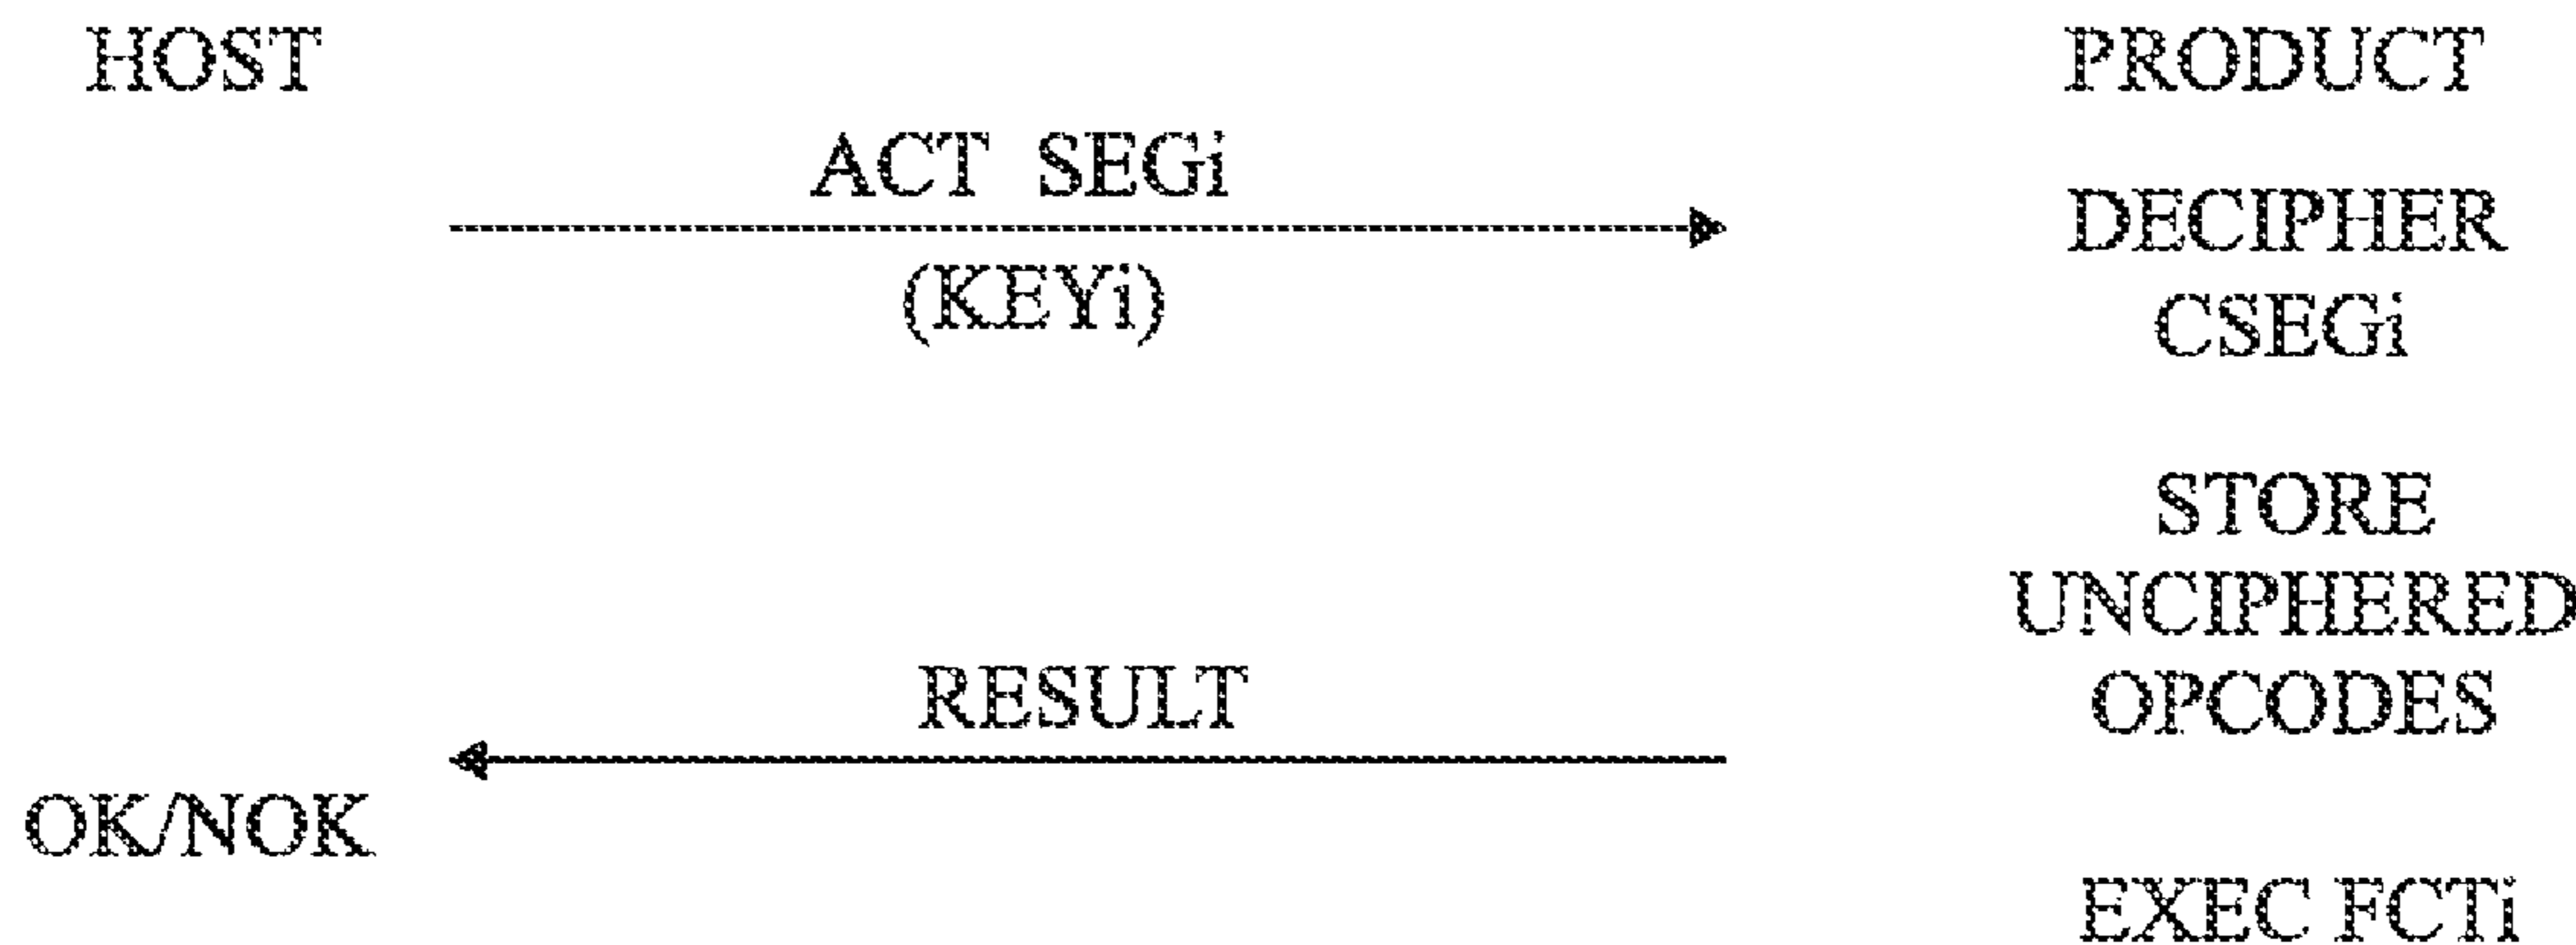 HOST
PRODUCT
ACT SEGi
(KEYi)
DECIPHER
CSEGi
STORE
UNCIPHERED
OPCODES
RESULT
OK/NOK
EXEC FCTi